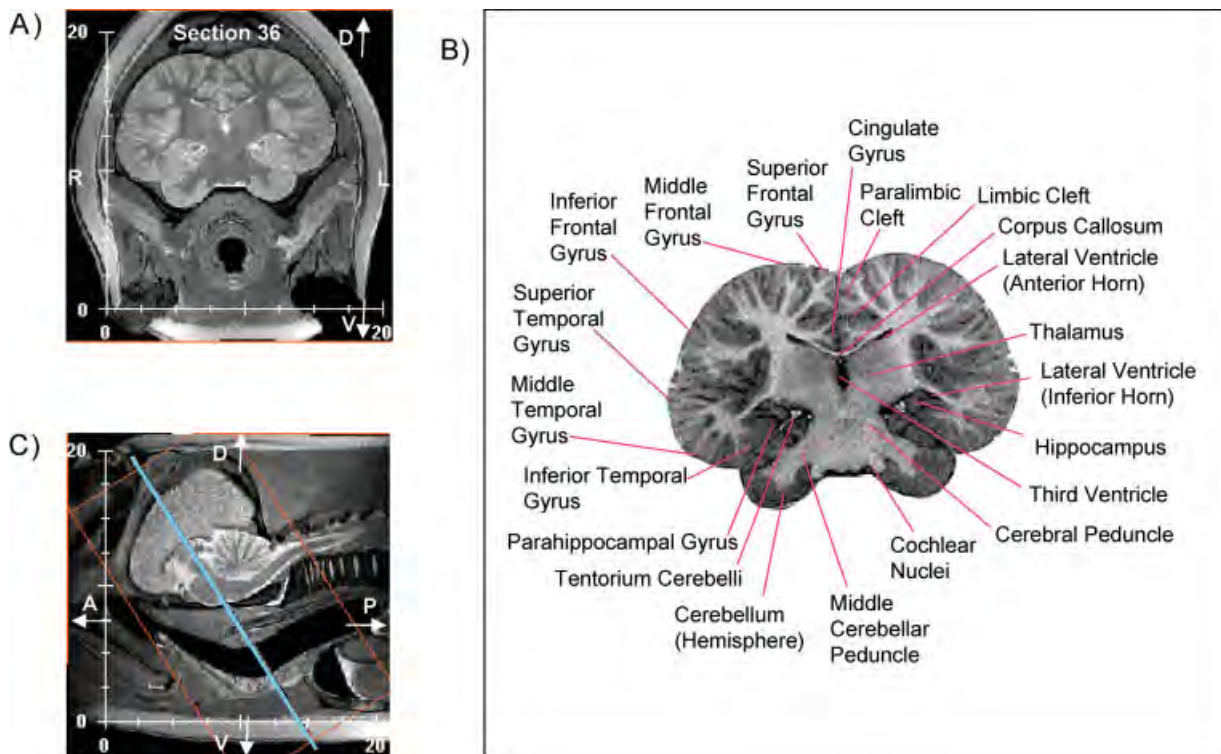 A)
Section 36
20
D
R
L
0
V
0
20
B)
Cingulate
Gyrus
Superior
Frontal
Gyrus
Paralimbic
Cleft
Middle
Frontal
Gyrus
Limbic Cleft
Inferior
Frontal
Gyrus
Corpus Callosum
Lateral Ventricle
(Anterior Horn)
Superior
Temporal
Gyrus
Thalamus
Middle
Temporal
Gyrus
Lateral Ventricle
(Inferior Horn)
Hippocampus
Inferior Temporal
Gyrus
Third Ventricle
Parahippocampal Gyrus
Cerebral Peduncle
Tentorium Cerebelli
Cochlear
Nuclei
Cerebellum
(Hemisphere)
Middle
Cerebellar
Peduncle
C)
20
D
A
P
0
V
0
20